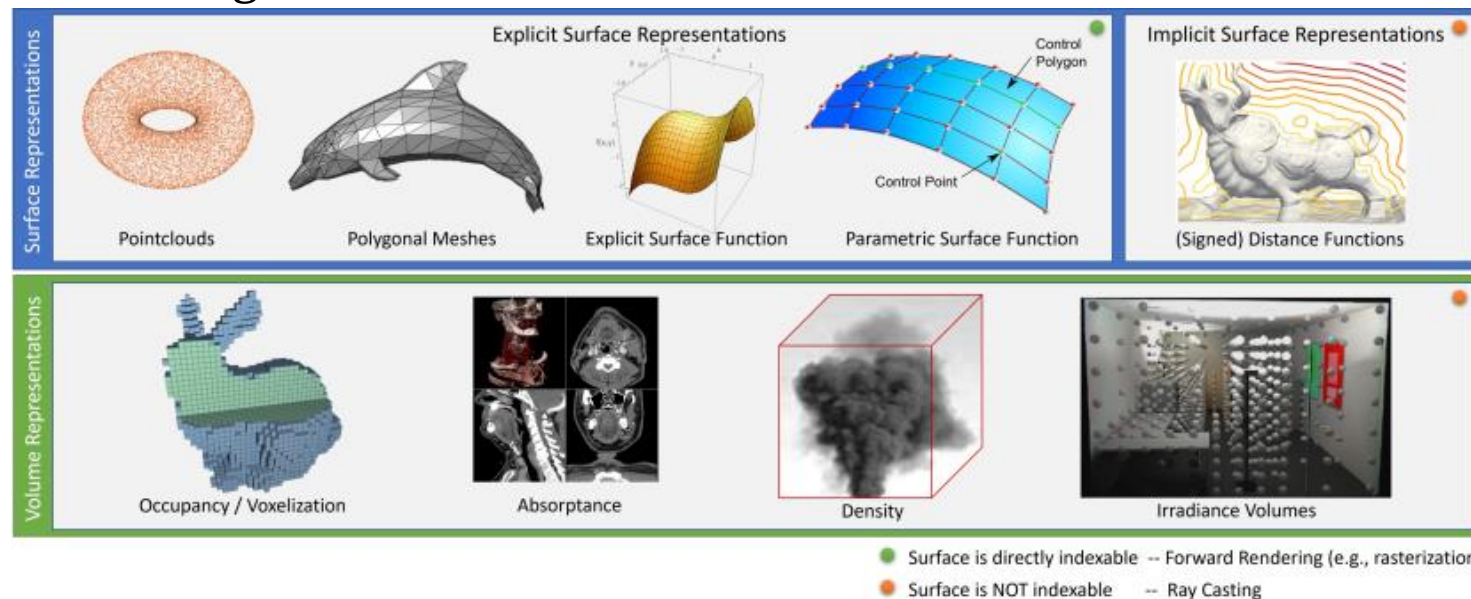 Surface Representations
Explicit Surface Representations
Control
Polygon
Control Point
Pointclouds
Polygonal Meshes
Explicit Surface Function
Parametric Surface Function
Implicit Surface Representations
(Signed) Distance Functions
Volume Representations
Occupancy / Voxelization
Absorptance
Density
Irradiance Volumes
Surface is directly indexable -- Forward Rendering (e.g., rasterization
Surface is NOT indexable -- Ray Casting